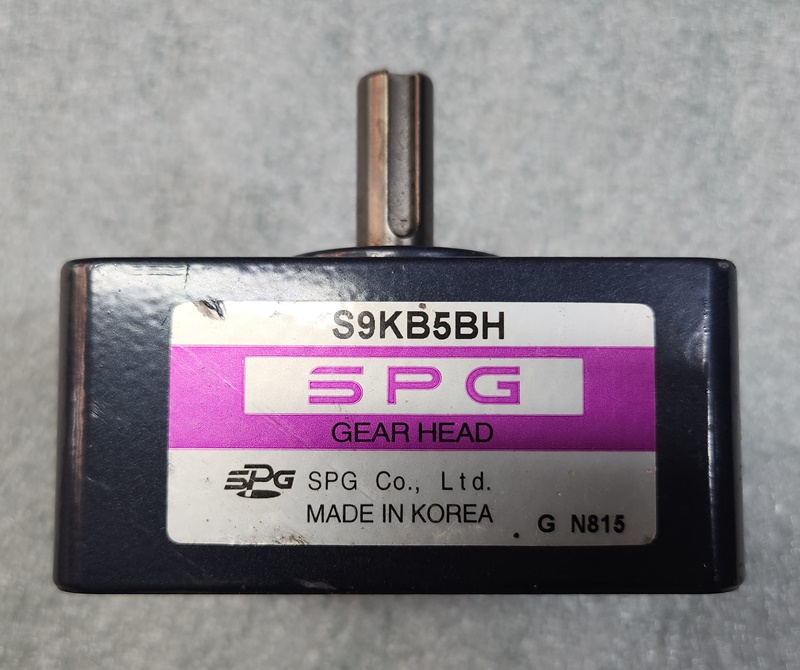 S9KB5BH
SPG
GEAR HEAD
SPG SPG Co., Ltd.
MADE IN KOREA
G N815